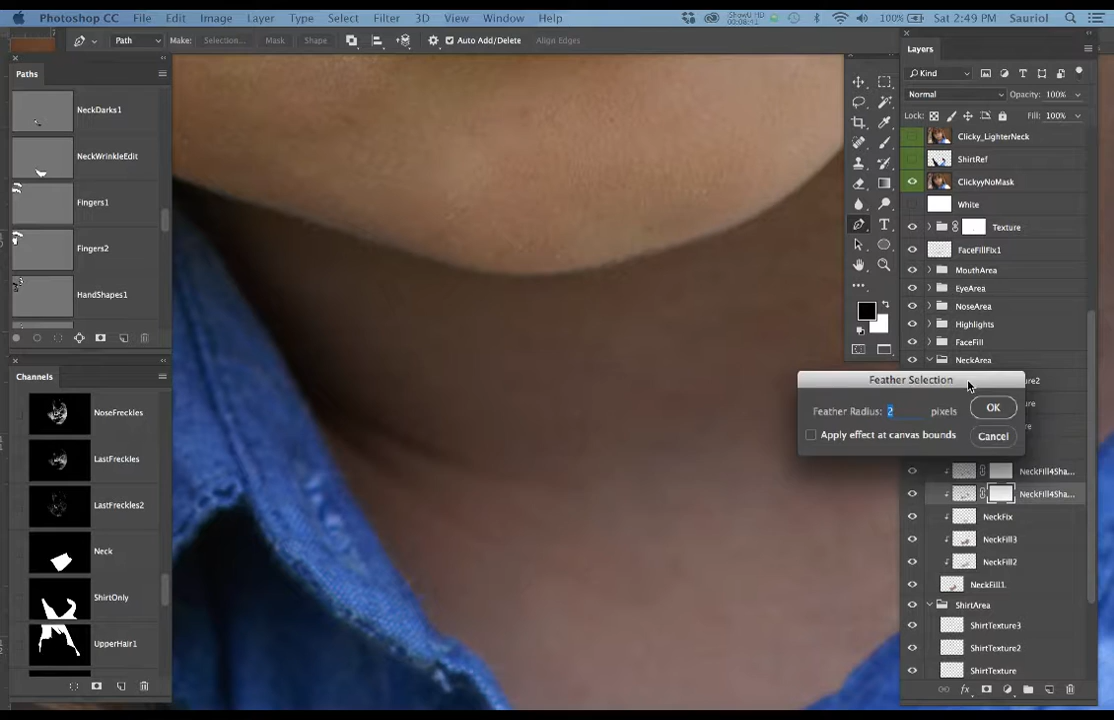 Photoshop CC File Edit Image Layer Type Select Filter 3D View Window Help
100% Sat 2:49 PM Sauriol
Path Make: Selection... Mask Shape Auto Add/Delete Align Edges
Paths
NeckDarks1
NeckWrinkleEdit
Fingers1
Fingers2
HandShapes1
Channels
NoseFreckles
LastFreckles
LastFreckles2
Neck
ShirtOnly
UpperHair1
Layers
Kind
Normal Opacity: 100%
Lock: Fill: 100%
Clicky_LighterNeck
ShirtRef
ClickyyNoMask
White
Texture
FaceFillFix1
MouthArea
EyeArea
NoseArea
Highlights
FaceFill
NeckArea
Feather Selection
Feather Radius: 2 pixels OK
Apply effect at canvas bounds Cancel
NeckFill4Sha...
NeckFill4Sha...
NeckFix
NeckFill3
NeckFill2
NeckFill1
ShirtArea
ShirtTexture3
ShirtTexture2
ShirtTexture